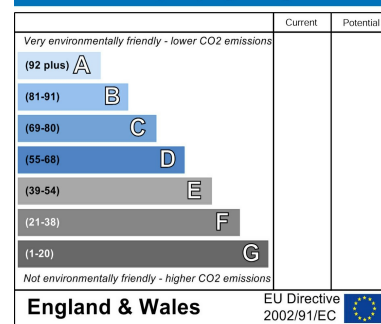 Current Potential
Very environmentally friendly - lower CO2 emissions
(92 plus) A
(81-91) B
(69-80) C
(55-68) D
(39-54) E
(21-38) F
(1-20) G
Not environmentally friendly - higher CO2 emissions
England & Wales
EU Directive
2002/91/EC